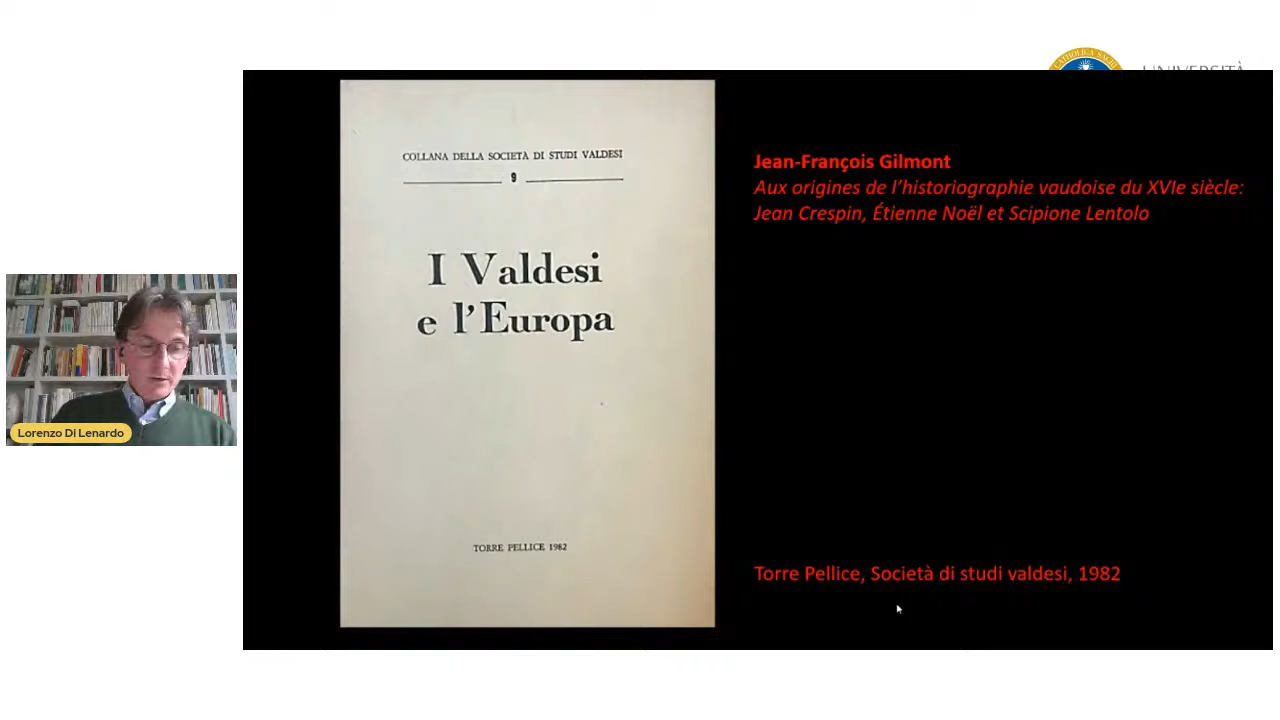 L'UNIVERSITÀ
COLLANA DELLA SOCIETÀ DI STUDI VALDESI
9
I Valdesi
e l'Europa
TORRE PELLICE 1982
Jean-François Gilmont
Aux origines de l'historiographie vaudoise du XVIe siècle:
Jean Crespin, Étienne Noël et Scipione Lentolo
Torre Pellice, Società di studi valdesi, 1982
Lorenzo Di Lenardo